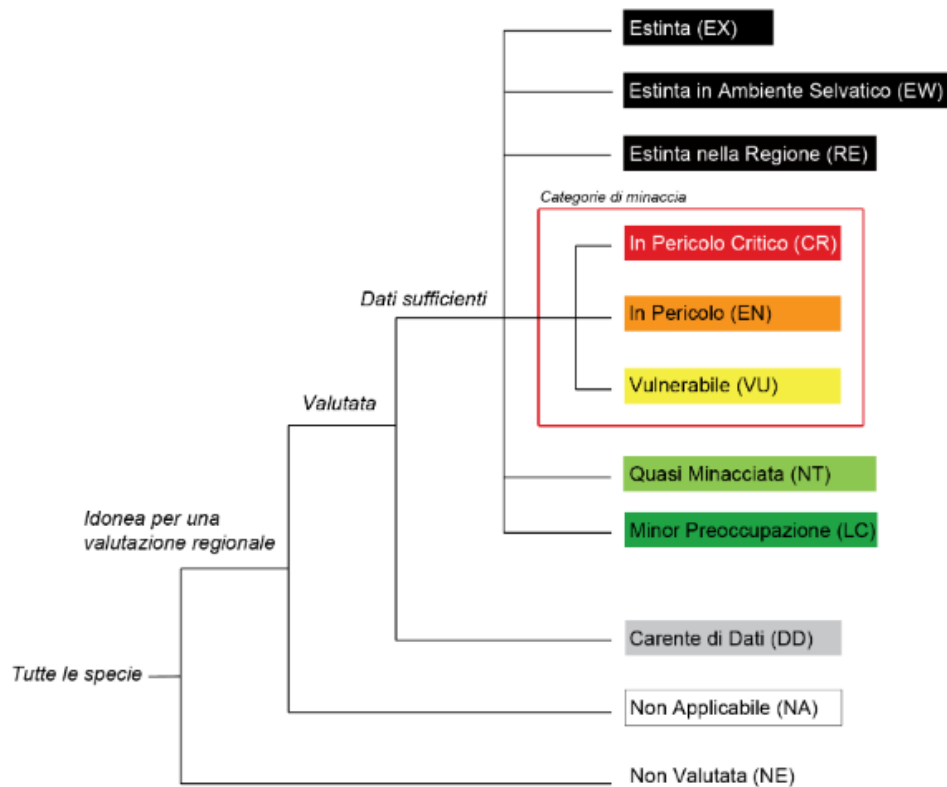 Estinta (EX)
Estinta in Ambiente Selvatico (EW)
Estinta nella Regione (RE)
Categorie di minaccia
In Pericolo Critico (CR)
Dati sufficienti
In Pericolo (EN)
Vulnerabile (VU)
Valutata
Quasi Minacciata (NT)
Idonea per una
valutazione regionale
Minor Preoccupazione (LC)
Carente di Dati (DD)
Tutte le specie
Non Applicabile (NA)
Non Valutata (NE)